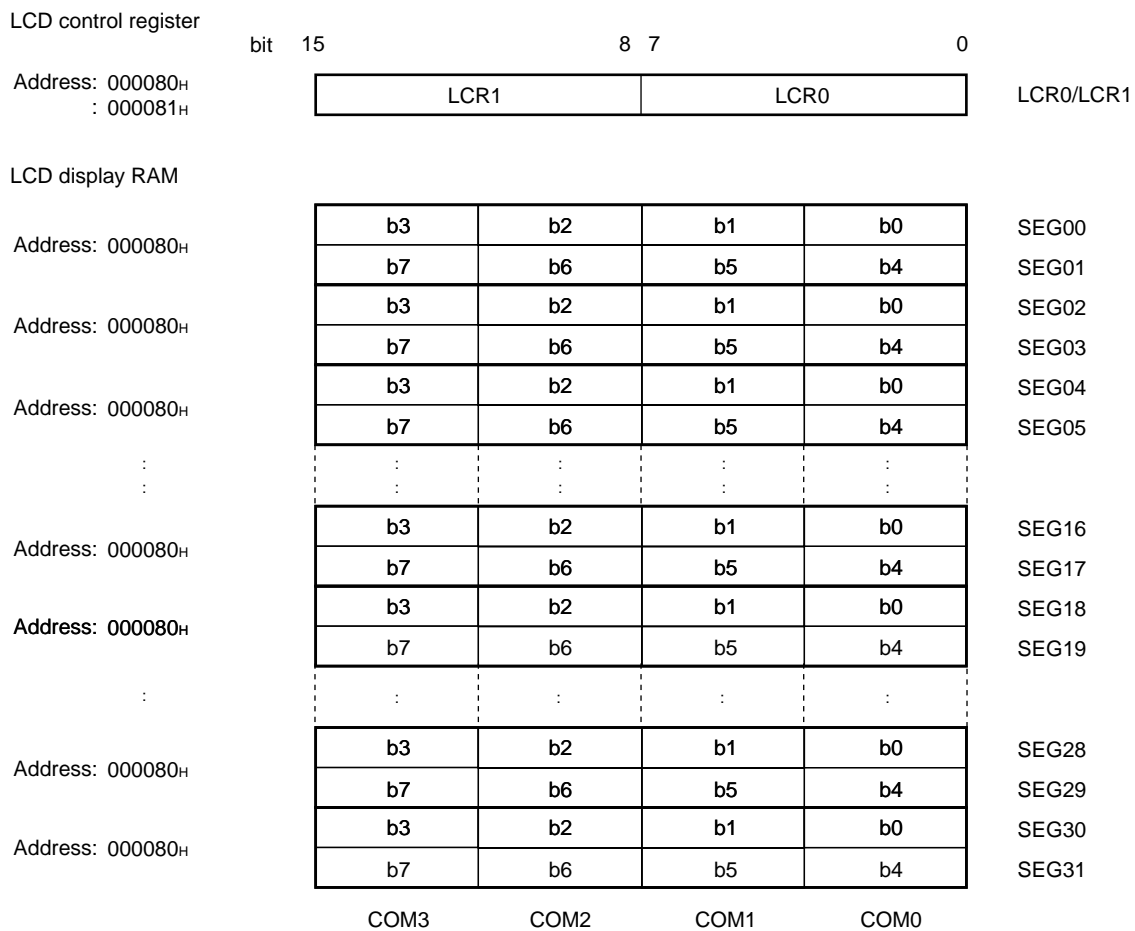 LCD control register
bit 15 8 7 0
Address: 000080H
: 000081H
LCR1 LCR0 LCR0/LCR1
LCD display RAM
Address: 000080H
b3 b2 b1 b0 SEG00
b7 b6 b5 b4 SEG01
Address: 000080H
b3 b2 b1 b0 SEG02
b7 b6 b5 b4 SEG03
Address: 000080H
b3 b2 b1 b0 SEG04
b7 b6 b5 b4 SEG05
: : : : :
: : : : :
Address: 000080H
b3 b2 b1 b0 SEG16
b7 b6 b5 b4 SEG17
Address: 000080H
b3 b2 b1 b0 SEG18
b7 b6 b5 b4 SEG19
: : : : :
Address: 000080H
b3 b2 b1 b0 SEG28
b7 b6 b5 b4 SEG29
Address: 000080H
b3 b2 b1 b0 SEG30
b7 b6 b5 b4 SEG31
COM3 COM2 COM1 COM0